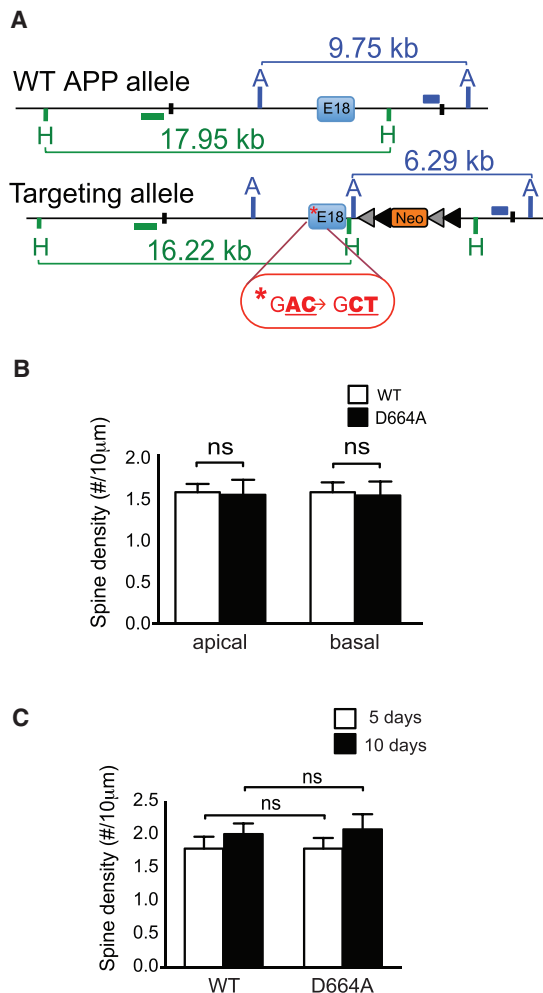 A
9.75 kb
WT APP allele
A
A
E18
H
H
17.95 kb
6.29 kb
Targeting allele
A
A
A
*E18
Neo
H
H
H
16.22 kb
* GAC→ GCT
B
WT
D664A
ns
ns
Spine density (#/10µm)
2.0
1.5
1.0
0.5
0.0
apical
basal
C
5 days
10 days
ns
ns
Spine density (#/10µm)
2.5
2.0
1.5
1.0
0.5
0.0
WT
D664A